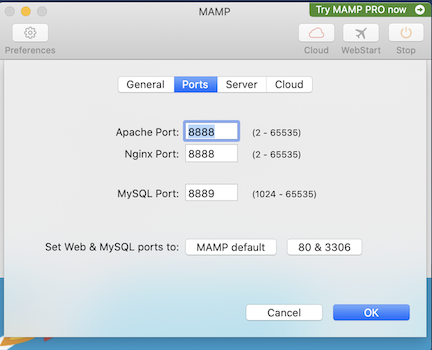 MAMP
Try MAMP PRO now
Preferences
Cloud WebStart Stop
General Ports Server Cloud
Apache Port: 8888 (2 - 65535)
Nginx Port: 8888 (2 - 65535)
MySQL Port: 8889 (1024 - 65535)
Set Web & MySQL ports to: MAMP default 80 & 3306
Cancel OK